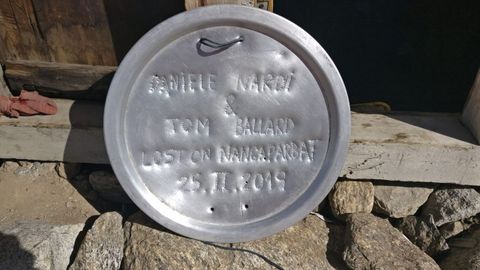 DANIELE NARDI
&
TOM BALLARD
LOST ON NANGAPARBAT
25.II.2019